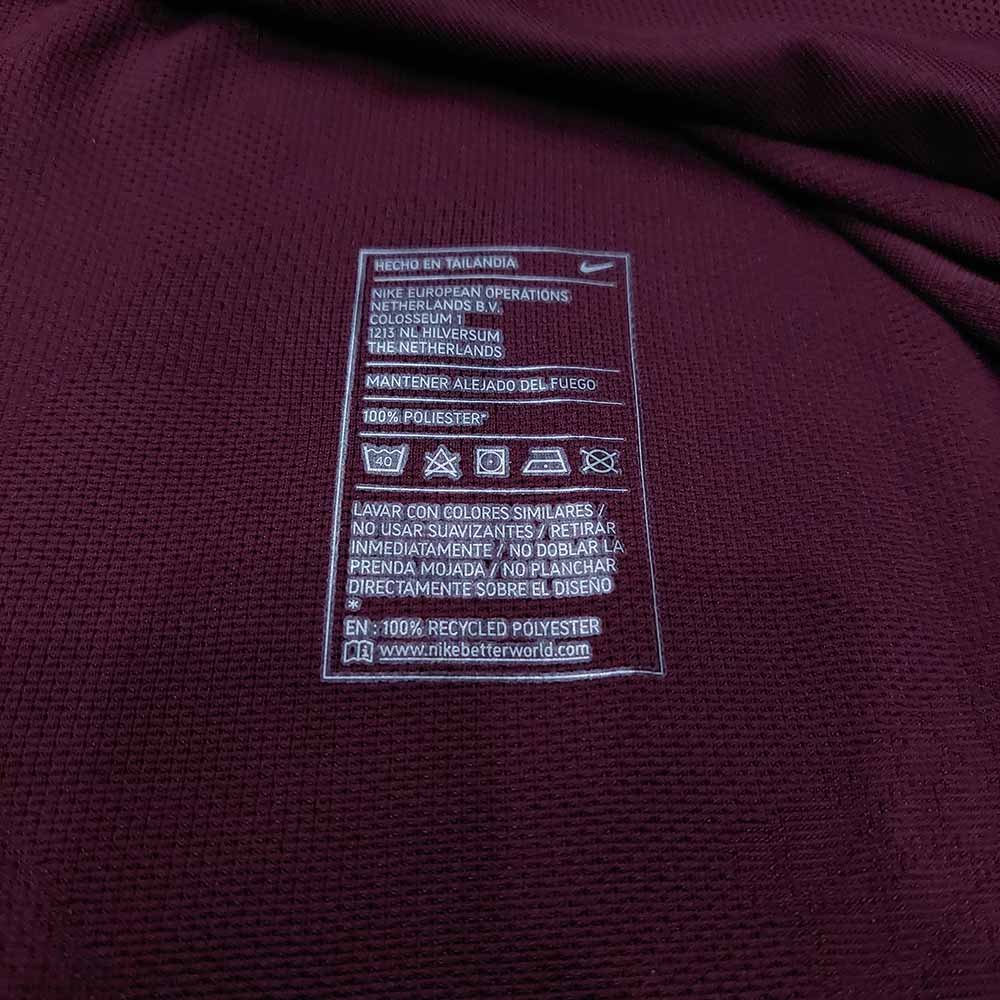 HECHO EN TAILANDIA
NIKE EUROPEAN OPERATIONS
NETHERLANDS B.V.
COLOSSEUM 1
1213 NL HILVERSUM
THE NETHERLANDS
MANTENER ALEJADO DEL FUEGO
100% POLIESTER*
40
LAVAR CON COLORES SIMILARES /
NO USAR SUAVIZANTES / RETIRAR
INMEDIATAMENTE / NO DOBLAR LA
PRENDA MOJADA / NO PLANCHAR
DIRECTAMENTE SOBRE EL DISEÑO
*
EN : 100% RECYCLED POLYESTER
www.nikebetterworld.com